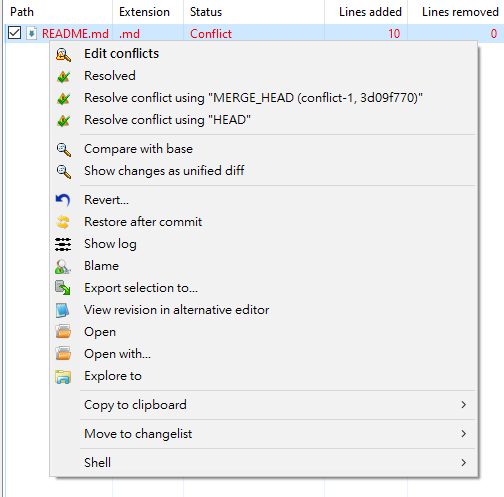 Path Extension Status Lines added Lines removed
README.md .md Conflict 10 0
Edit conflicts
Resolved
Resolve conflict using "MERGE_HEAD (conflict-1, 3d09f770)"
Resolve conflict using "HEAD"
Compare with base
Show changes as unified diff
Revert...
Restore after commit
Show log
Blame
Export selection to...
View revision in alternative editor
Open
Open with...
Explore to
Copy to clipboard
Move to changelist
Shell